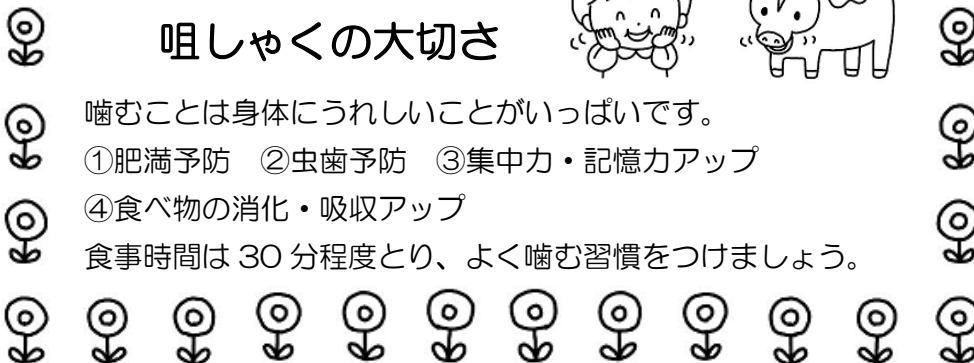 咀しゃくの大切さ
噛むことは身体にうれしいことがいっぱいです。
①肥満予防　②虫歯予防　③集中力・記憶力アップ
④食べ物の消化・吸収アップ
食事時間は 30 分程度とり、よく噛む習慣をつけましょう。